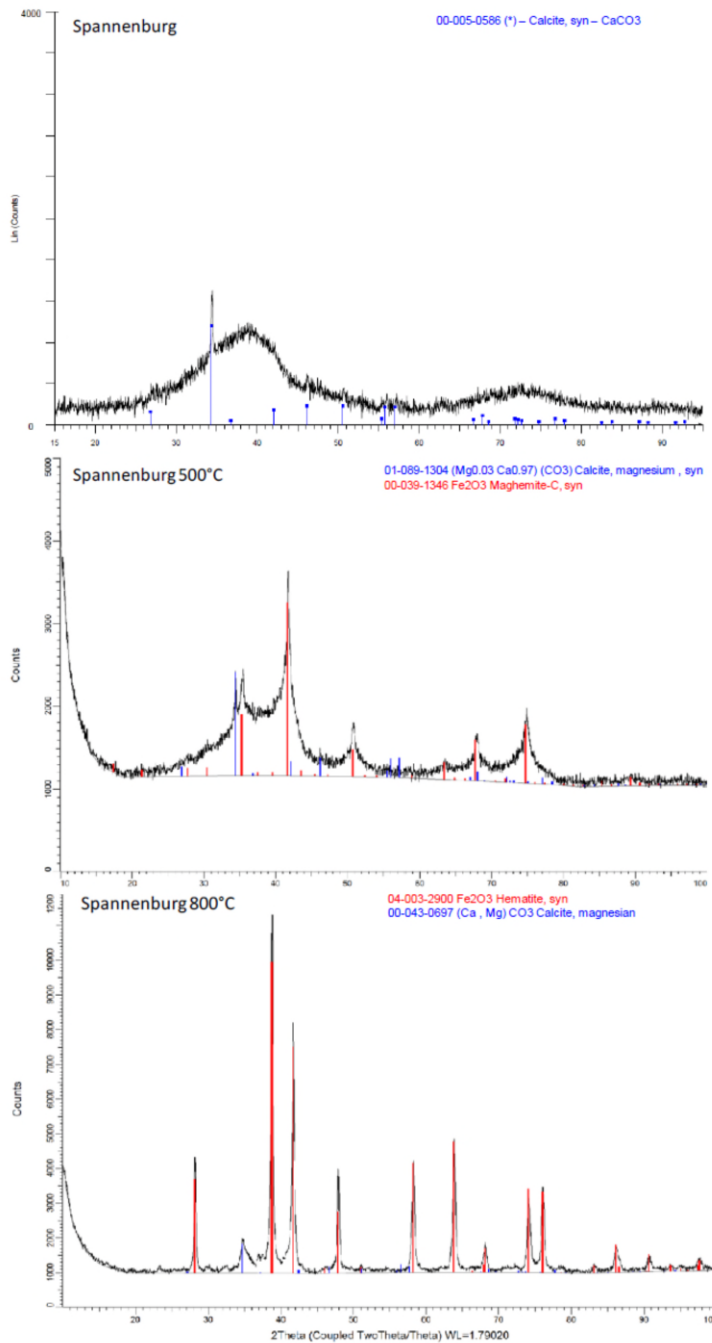 4000
Spannenburg
00-005-0586 (*) – Calcite, syn – CaCO3
Lin (Counts)
0
15 20 30 40 50 60 70 80 90
Spannenburg 500°C
01-089-1304 (Mg0.03 Ca0.97) (CO3) Calcite, magnesium , syn
00-039-1346 Fe2O3 Maghemite-C, syn
5000
4000
3000
Counts
2000
1000
0
10 20 30 40 50 60 70 80 90 100
Spannenburg 800°C
04-003-2900 Fe2O3 Hematite, syn
00-043-0697 (Ca , Mg) CO3 Calcite, magnesian
10000
9000
8000
7000
Counts
6000
5000
4000
3000
2000
1000
0
10 20 30 40 50 60 70 80 90 100
2Theta (Coupled TwoTheta/Theta) WL=1.79020